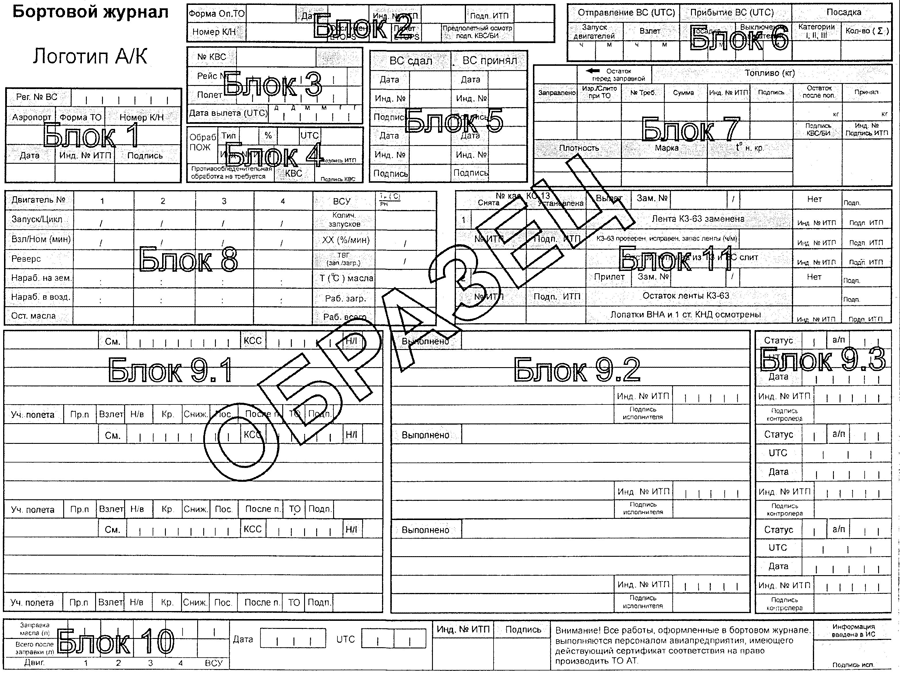 Бортовой журнал
Логотип А/К
Рег. № ВС
Аэропорт Форма ТО Номер К/Н
Блок 1
Дата Инд. № ИТП Подпись
Форма Оп.ТО Дата Инд. № ИТП Подп. ИТП
Блок 2
Номер К/Н Предполетный осмотр
подп. КВС/БИ
№ КВС
Рейс №
Блок 3
Полет
Дата вылета (UTC) Д Д М М Г Г
Обраб ПОЖ Тип % UTC
Блок 4
Подпись ИТП
Противообледенительная
обработка не требуется КВС Подпись КВС
ВС сдал ВС принял
Дата Дата
Инд. № Инд. №
Подпись Подпись
Блок 5
Дата Дата
Инд. № Инд. №
Подпись Подпись
Отправление ВС (UTC) Прибытие ВС (UTC) Посадка
Запуск двигателей Взлет Посадка Выключение Категории I, II, III Кол-во ( Σ )
Блок 6
ч м ч м
Остаток перед заправкой Топливо (кг)
Заправлено Изр./Слито при ТО № Треб. Сумма Инд. № ИТП Подпись Остаток после пол. Принял
кг кг
Блок 7
Подпись КВС/БИ Инд. № Подпись ИТП
Плотность Марка t° н. кр.
ОБРАЗЕЦ
Двигатель № 1 2 3 4 ВСУ Тн (°С) Рн
Запуск/Цикл / / / / Колич. запусков
Взл/Ном (мин) / / / / ХХ (%/мин) /
Реверс ТВГ (зап./загр.) /
Блок 8
Нараб. на зем. : : : : Т (°С) масла
Нараб. в возд. : : : : Раб. загр.
Ост. масла Раб. всего
№ кас. КС-13 Вылет Зам. № / Нет Подп.
Снята Установлена
1 Лента КЗ-63 заменена Инд. № ИТП Подп. ИТП
№ ИТП Подп. ИТП КЗ-63 проверен, исправен, запас ленты (ч/м) Инд. № ИТП Подп. ИТП
Блок 11
слит Инд. № ИТП Подп. ИТП
Прилет Зам. № / Нет Подп.
№ ИТП Подп. ИТП Остаток ленты КЗ-63
Лопатки ВНА и 1 ст. КНД осмотрены Инд. № ИТП Подп. ИТП
См. КСС Н/I Выполнено Статус а/п
Блок 9.1 Блок 9.2 Блок 9.3
Дата
Инд. № ИТП Инд. № ИТП
Уч. полета Пр.п Взлет Н/в Кр. Сниж. Пос. После п. ТО Подп. Подпись исполнителя Подпись контролера
См. КСС Н/I Выполнено Статус а/п
UTC
Дата
Инд. № ИТП Инд. № ИТП
Уч. полета Пр.п Взлет Н/в Кр. Сниж. Пос. После п. ТО Подп. Подпись исполнителя Подпись контролера
См. КСС Н/I Выполнено Статус а/п
UTC
Дата
Инд. № ИТП Инд. № ИТП
Уч. полета Пр.п Взлет Н/в Кр. Сниж. Пос. После п. ТО Подп. Подпись исполнителя Подпись контролера
Заправка масла (л)
Блок 10
Всего после заправки (л)
Двиг. 1 2 3 4 ВСУ
Дата UTC
Инд. № ИТП Подпись
Внимание! Все работы, оформленные в бортовом журнале,
выполняются персоналом авиапредприятия, имеющего
действующий сертификат соответствия на право
производить ТО АТ.
Информация
введена в ИС
Подпись исп.